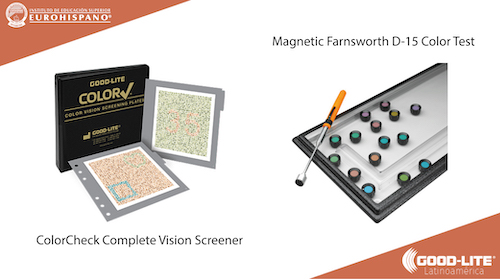 INSTITUTO DE EDUCACIÓN SUPERIOR
EUROHISPANO®
Magnetic Farnsworth D-15 Color Test
GOOD-LITE
COLOR
COLOR VISION SCREENING PLATES
GOOD-LITE
ColorCheck Complete Vision Screener
GOOD-LITE®
Latinoamérica